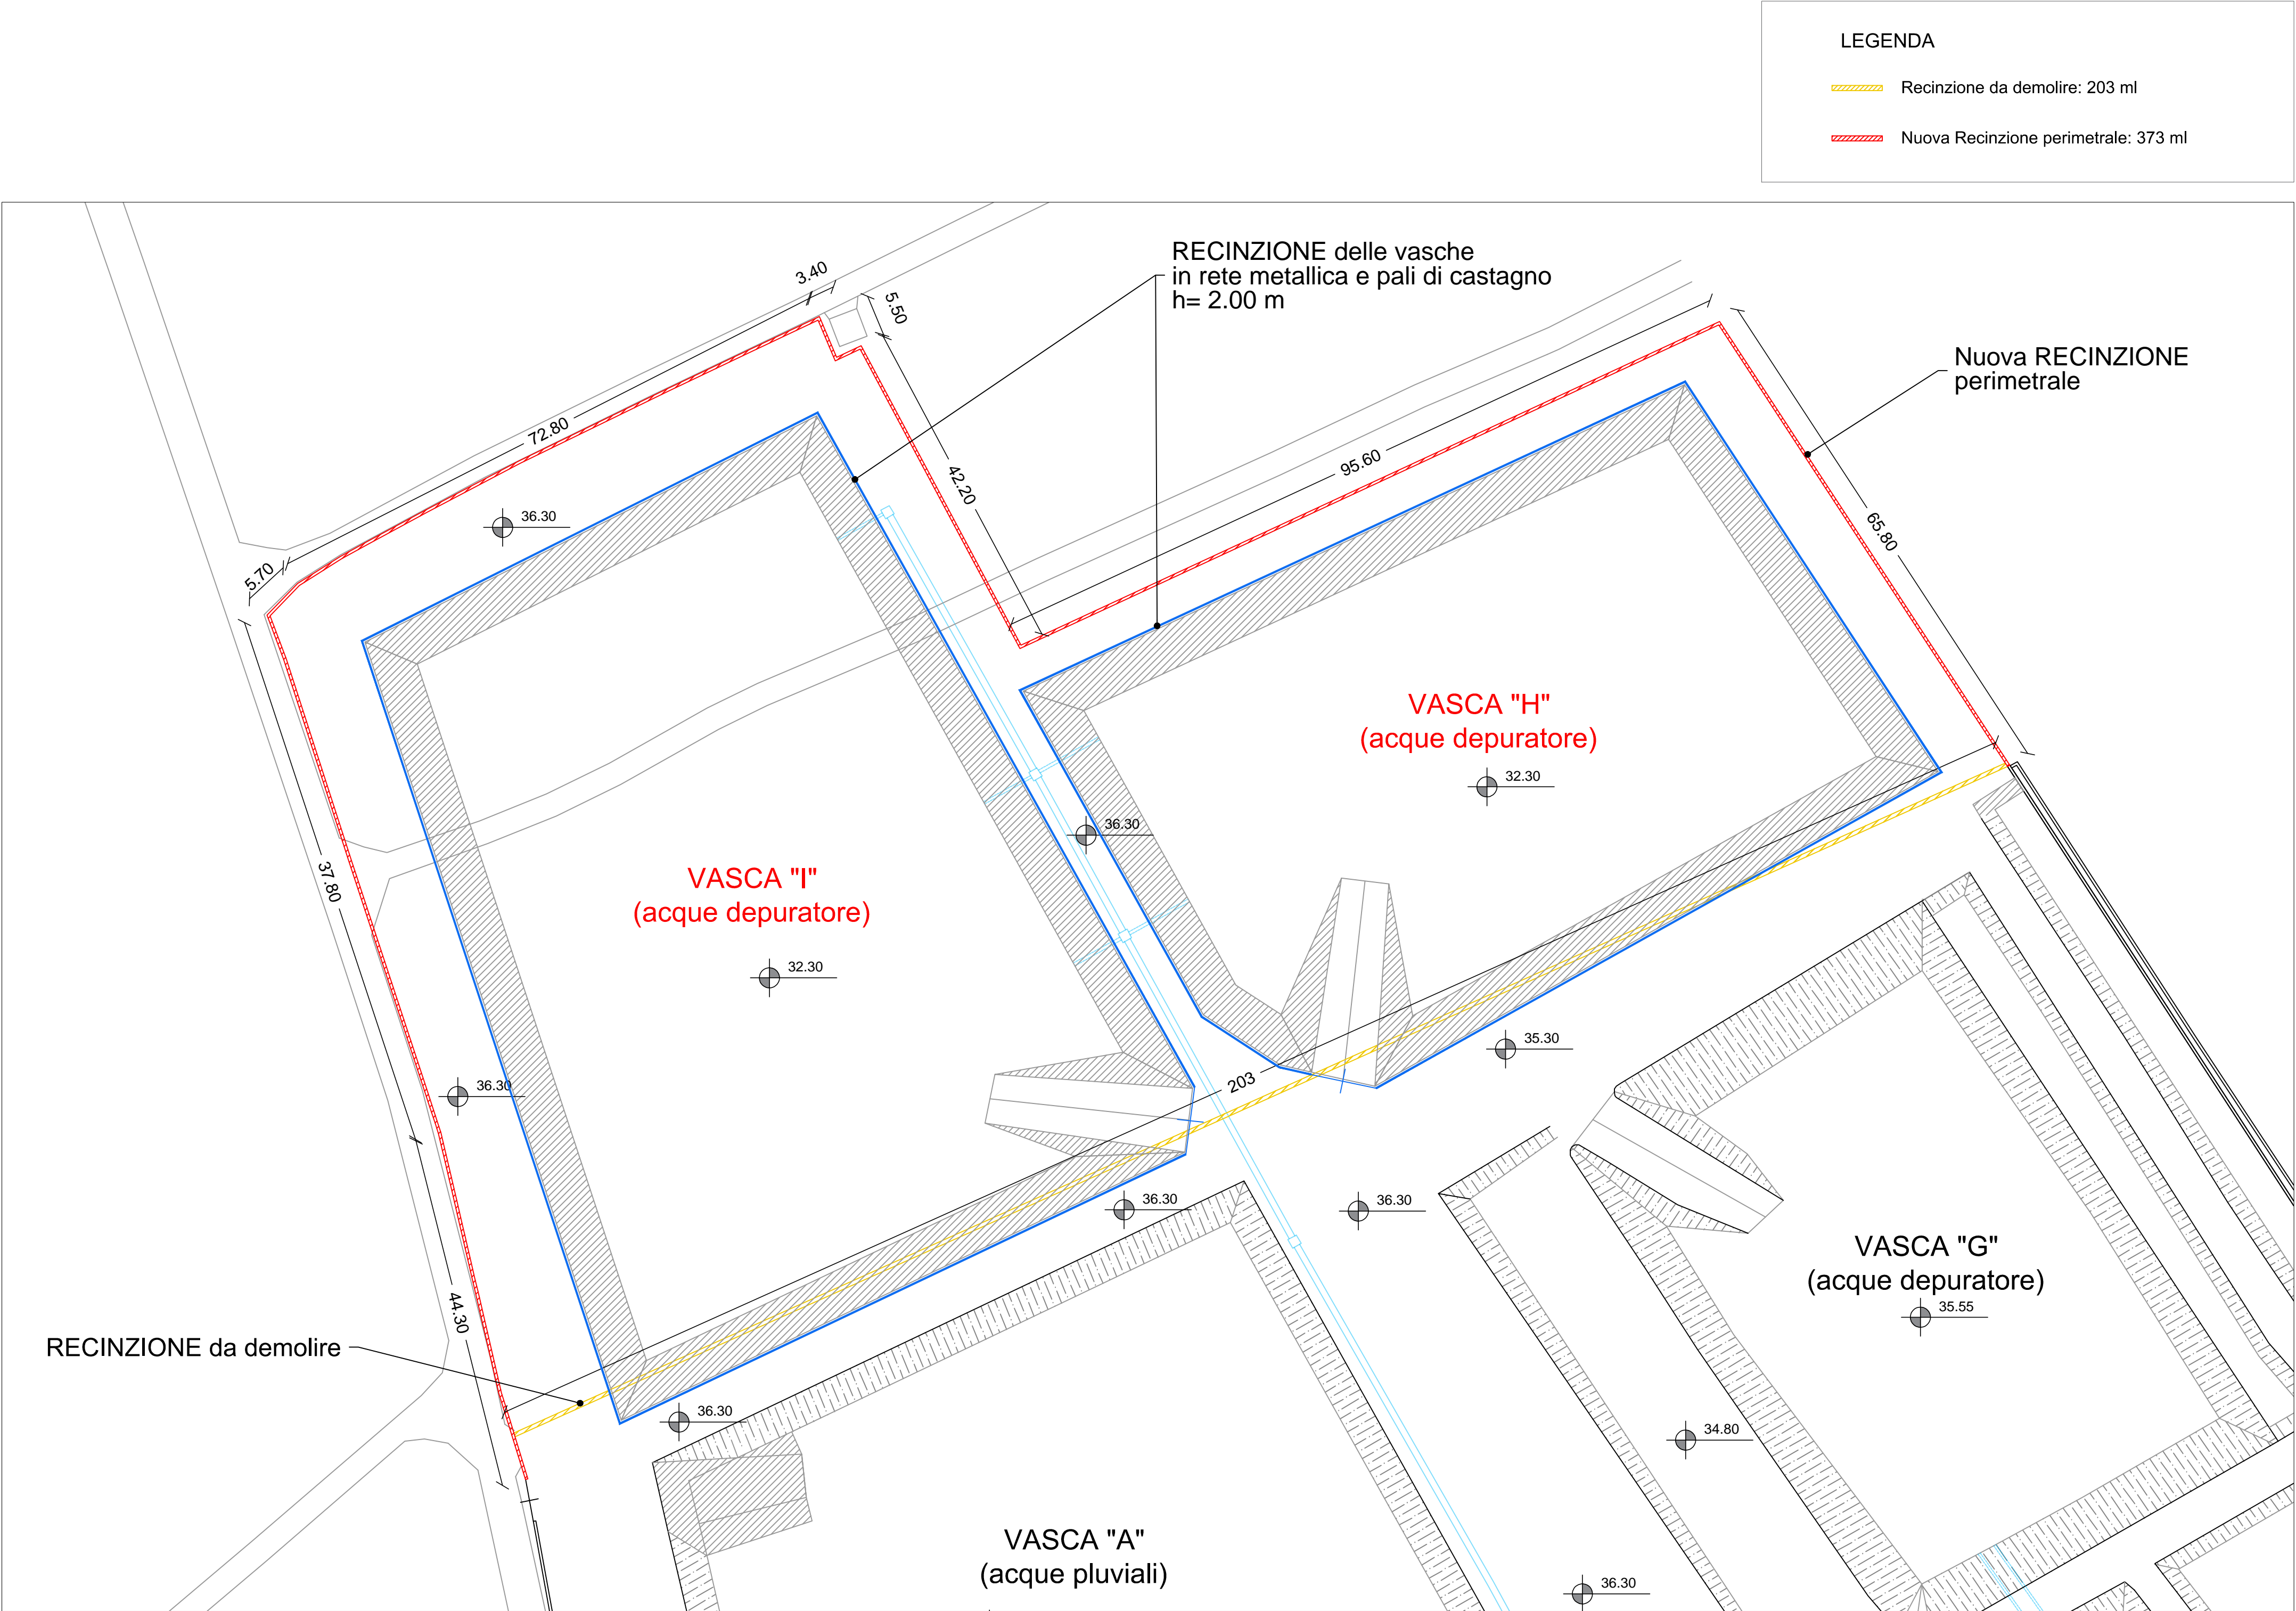 LEGENDA
Recinzione da demolire: 203 ml
Nuova Recinzione perimetrale: 373 ml
RECINZIONE delle vasche
in rete metallica e pali di castagno
h= 2.00 m
3.40
5.50
Nuova RECINZIONE
perimetrale
72.80
42.20
95.60
65.80
36.30
5.70
VASCA "H"
(acque depuratore)
32.30
36.30
37.80
VASCA "I"
(acque depuratore)
32.30
35.30
203
36.30
36.30
36.30
44.30
VASCA "G"
(acque depuratore)
35.55
RECINZIONE da demolire
36.30
34.80
VASCA "A"
(acque pluviali)
36.30